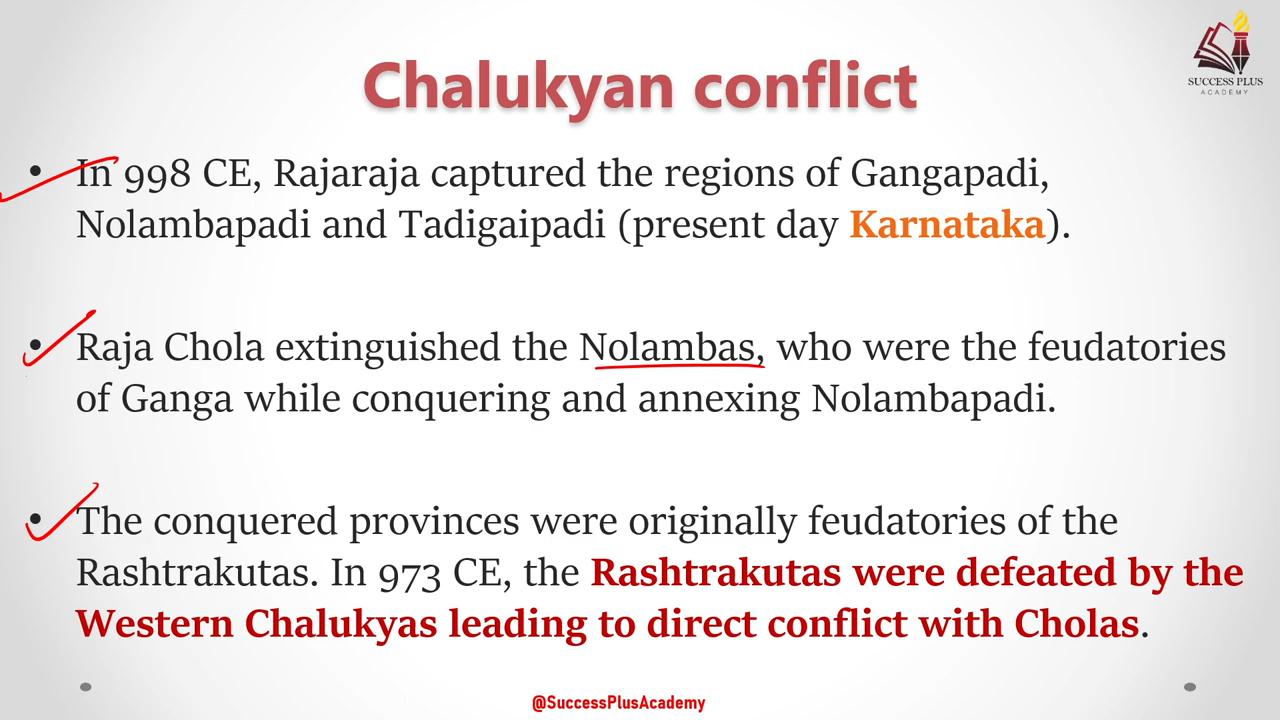 SUCCESS PLUS
ACADEMY
Chalukyan conflict
• In 998 CE, Rajaraja captured the regions of Gangapadi,
Nolambapadi and Tadigaipadi (present day Karnataka).
• Raja Chola extinguished the Nolambas, who were the feudatories
of Ganga while conquering and annexing Nolambapadi.
• The conquered provinces were originally feudatories of the
Rashtrakutas. In 973 CE, the Rashtrakutas were defeated by the
Western Chalukyas leading to direct conflict with Cholas.
@SuccessPlusAcademy